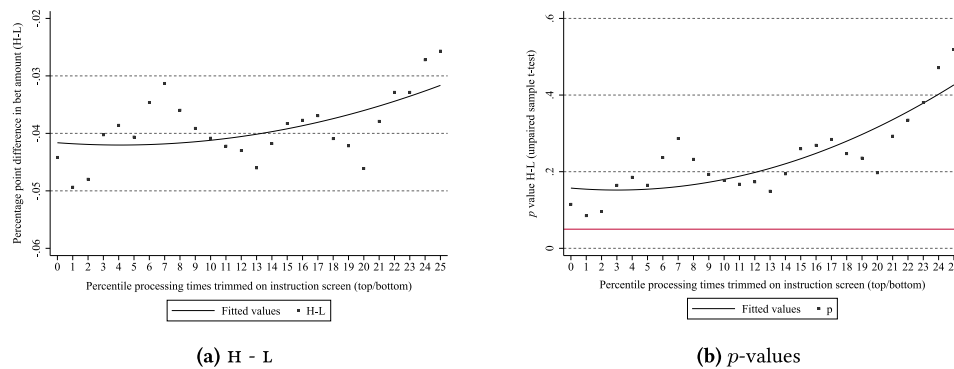 Percentage point difference in bet amount (H-L)
-.02
-.03
-.04
-.05
-.06
0 1 2 3 4 5 6 7 8 9 10 11 12 13 14 15 16 17 18 19 20 21 22 23 24 25
Percentile processing times trimmed on instruction screen (top/bottom)
Fitted values H-L
(a) H - L
p value H-L (unpaired sample t-test)
.6
.4
.2
0
0 1 2 3 4 5 6 7 8 9 10 11 12 13 14 15 16 17 18 19 20 21 22 23 24
Percentile processing times trimmed on instruction screen (top/bottom)
Fitted values p
(b) p-values